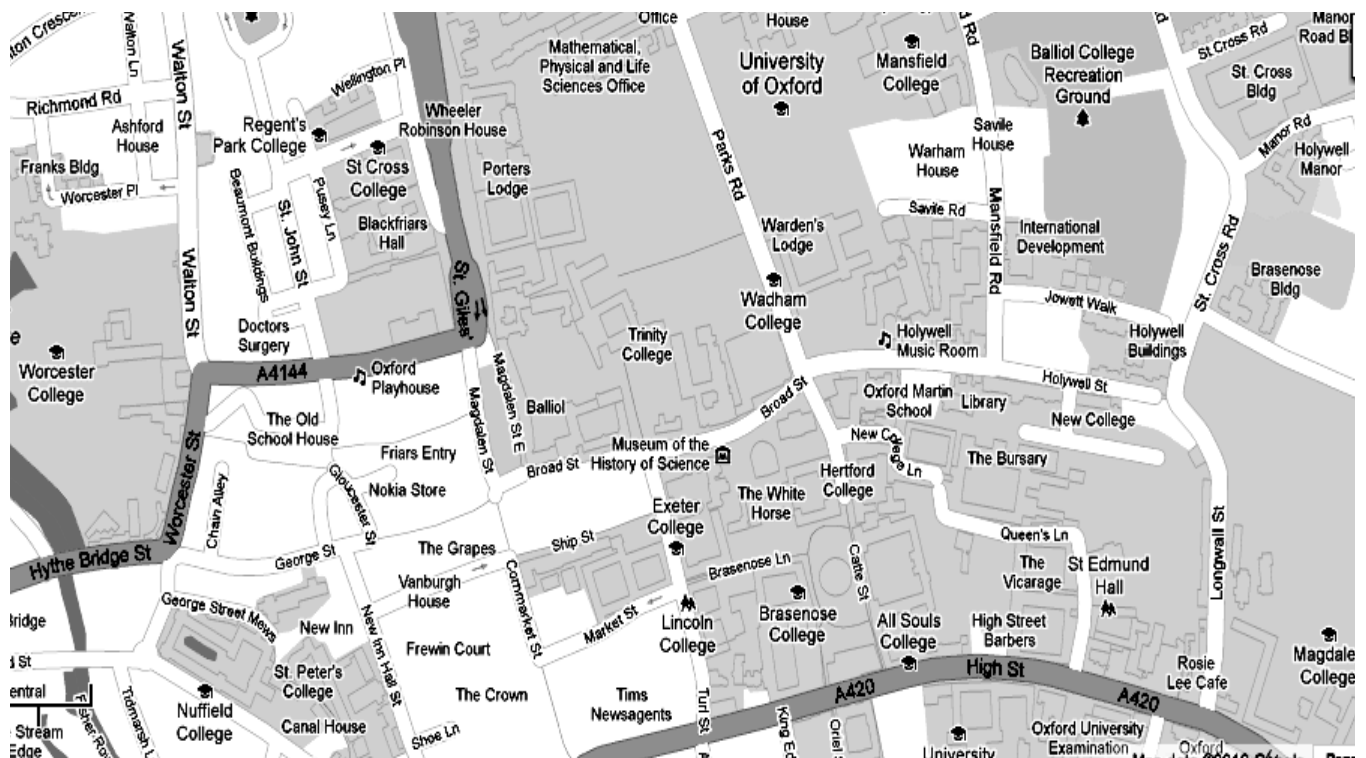 Office
House
Mathematical,
Physical and Life
Sciences Office
University
of Oxford
Mansfield
College
Balliol College
Recreation
Ground
St. Cross Rd
Manor
St. Cross
Bldg
Manor Rd
Holywell
Manor
Walton Ln
Walton St
Richmond Rd
Ashford
House
Franks Bldg
Worcester Pl
Wellington Pl
Regent's
Park College
Wheeler
Robinson House
St Cross
College
Porters
Lodge
Blackfriars
Hall
Pusey Ln
St. John St
Beaumont Buildings
Parks Rd
Savile
House
Warham
House
Savile Rd
Mansfield Rd
Warden's
Lodge
International
Development
St. Cross Rd
Brasenose
Bldg
Walton St
St. Giles'
Wadham
College
Jowett Walk
Doctors
Surgery
Trinity
College
Holywell
Music Room
Holywell
Buildings
Worcester
College
A4144
Oxford
Playhouse
Magdalen St E
Magdalen St
Balliol
Broad St
Oxford Martin
School
Library
Holywell St
New College
The Old
School House
Friars Entry
Worcester St
Museum of the
History of Science
Broad St
New College Ln
The Bursary
Nokia Store
Gloucester St
Chain Alley
Hertford
College
The White
Horse
Exeter
College
Hythe Bridge St
George St
The Grapes
Ship St
Queen's Ln
Longwall St
Vanburgh
House
Cornmarket St
Brasenose Ln
Catte St
The
Vicarage
St Edmund
Hall
George Street Mews
New Inn
New Inn Hall St
Market St
Lincoln
College
Brasenose
College
All Souls
College
High Street
Barbers
Frewin Court
St. Peter's
College
The Crown
Tims
Newsagents
Turl St
High St
Rosie
Lee Cafe
A420
A420
Nuffield
College
Canal House
Shoe Ln
Tidmarsh L
King Ed
Oriel S
University
Oxford University
Examination
Oxford
Stream
Edge